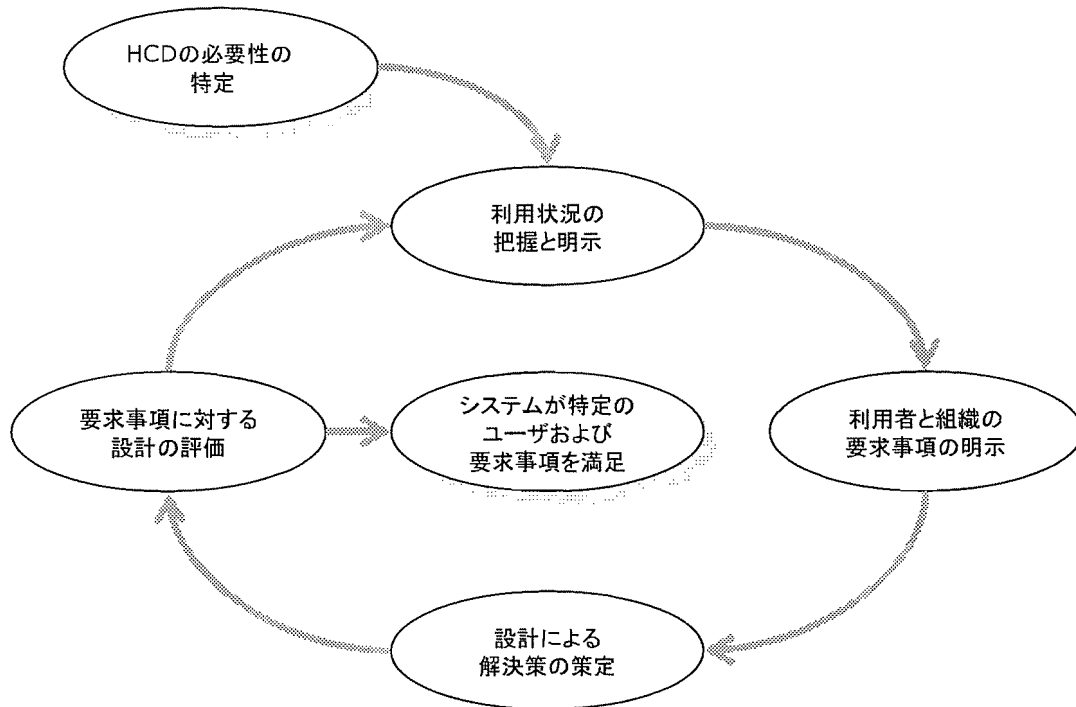 HCDの必要性の
特定
利用状況の
把握と明示
要求事項に対する
設計の評価
システムが特定の
ユーザおよび
要求事項を満足
利用者と組織の
要求事項の明示
設計による
解決策の策定